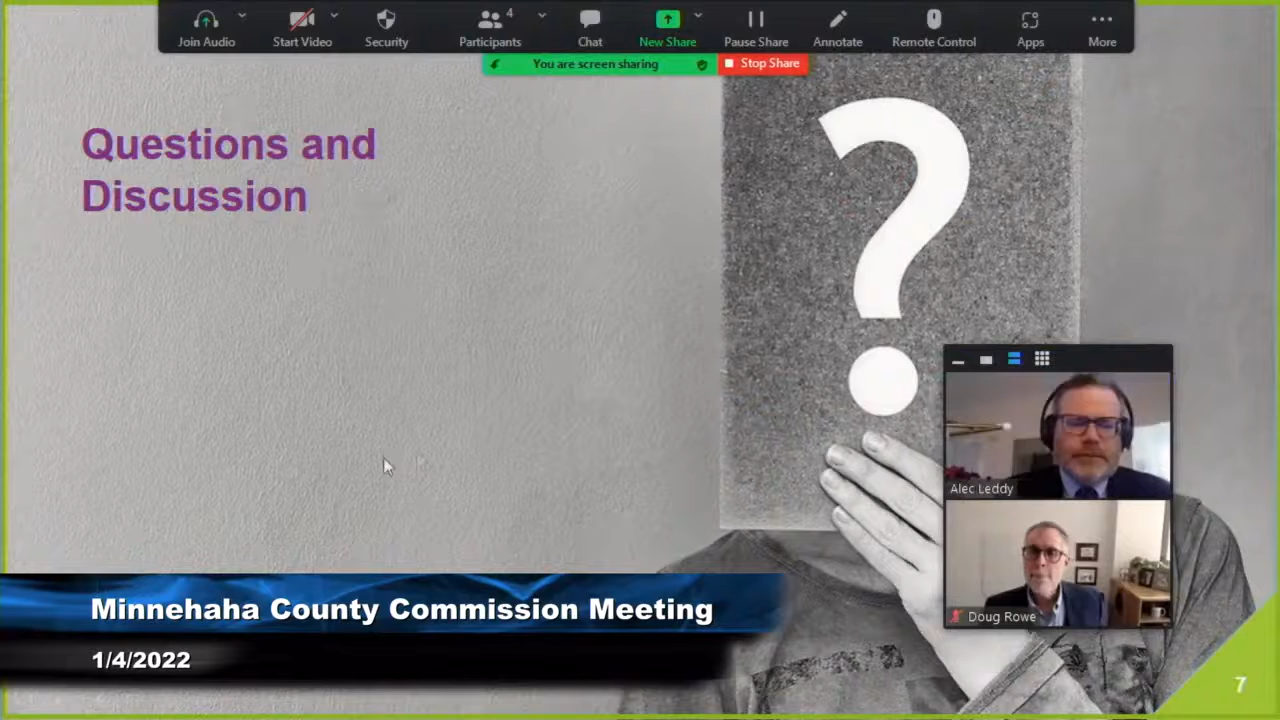 4
Join Audio Start Video Security Participants Chat New Share Pause Share Annotate Remote Control Apps More
You are screen sharing Stop Share
Questions and
Discussion
?
Alec Leddy
Doug Rowe
Minnehaha County Commission Meeting
1/4/2022
7